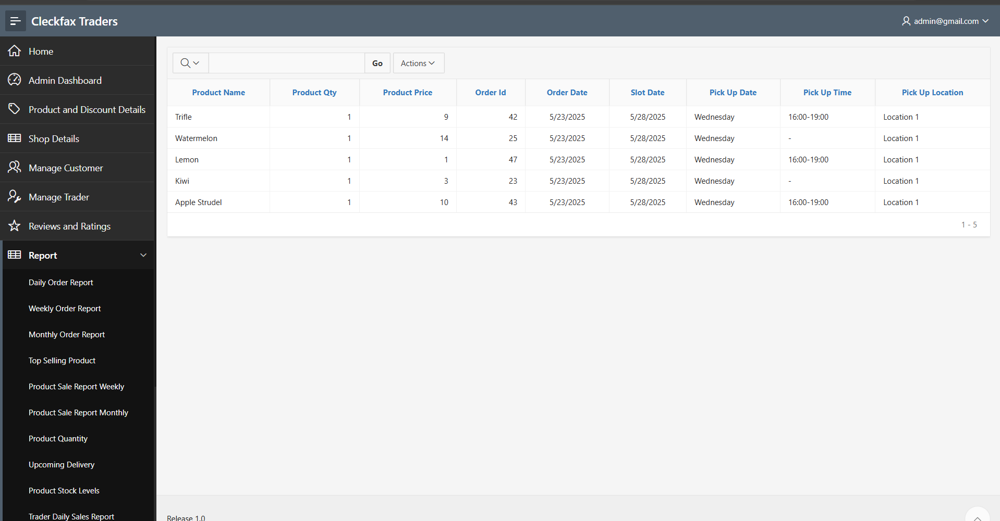 Cleckfax Traders
admin@gmail.com
Home
Admin Dashboard
Product and Discount Details
Shop Details
Manage Customer
Manage Trader
Reviews and Ratings
Report
Daily Order Report
Weekly Order Report
Monthly Order Report
Top Selling Product
Product Sale Report Weekly
Product Sale Report Monthly
Product Quantity
Upcoming Delivery
Product Stock Levels
Trader Daily Sales Report
Go Actions
Product Name Product Qty Product Price Order Id Order Date Slot Date Pick Up Date Pick Up Time Pick Up Location
Trifle 1 9 42 5/23/2025 5/28/2025 Wednesday 16:00-19:00 Location 1
Watermelon 1 14 25 5/23/2025 5/28/2025 Wednesday - Location 1
Lemon 1 1 47 5/23/2025 5/28/2025 Wednesday 16:00-19:00 Location 1
Kiwi 1 3 23 5/23/2025 5/28/2025 Wednesday - Location 1
Apple Strudel 1 10 43 5/23/2025 5/28/2025 Wednesday 16:00-19:00 Location 1
1 - 5
Release 1.0